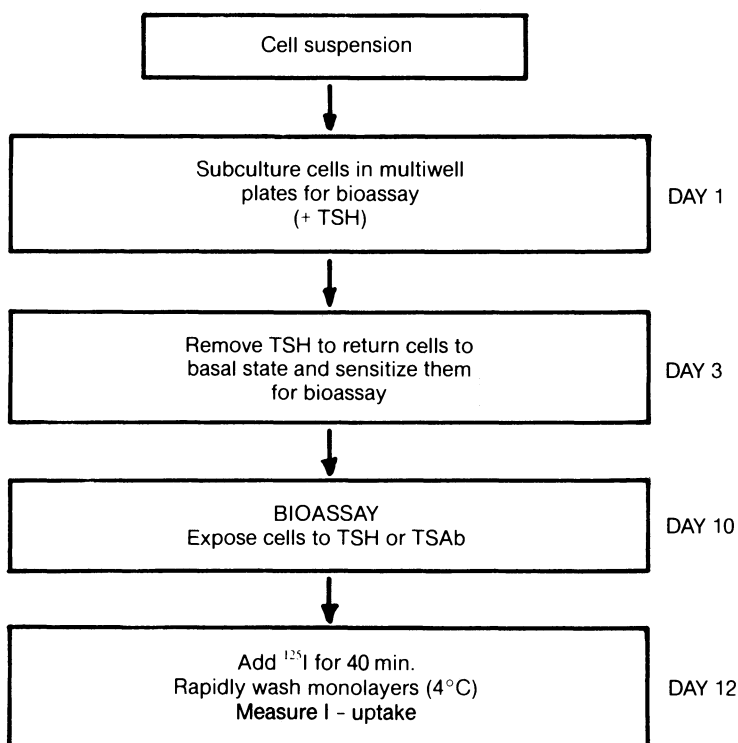 Cell suspension
Subculture cells in multiwell
plates for bioassay
(+ TSH)
DAY 1
Remove TSH to return cells to
basal state and sensitize them
for bioassay
DAY 3
BIOASSAY
Expose cells to TSH or TSAb
DAY 10
Add ¹²⁵I for 40 min.
Rapidly wash monolayers (4°C)
Measure I - uptake
DAY 12